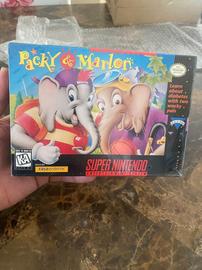 Packy & Marlon
Learn
about
diabetes
with two
wacky
pals
K-A
SUPER NINTENDO
ENTERTAINMENT SYSTEM